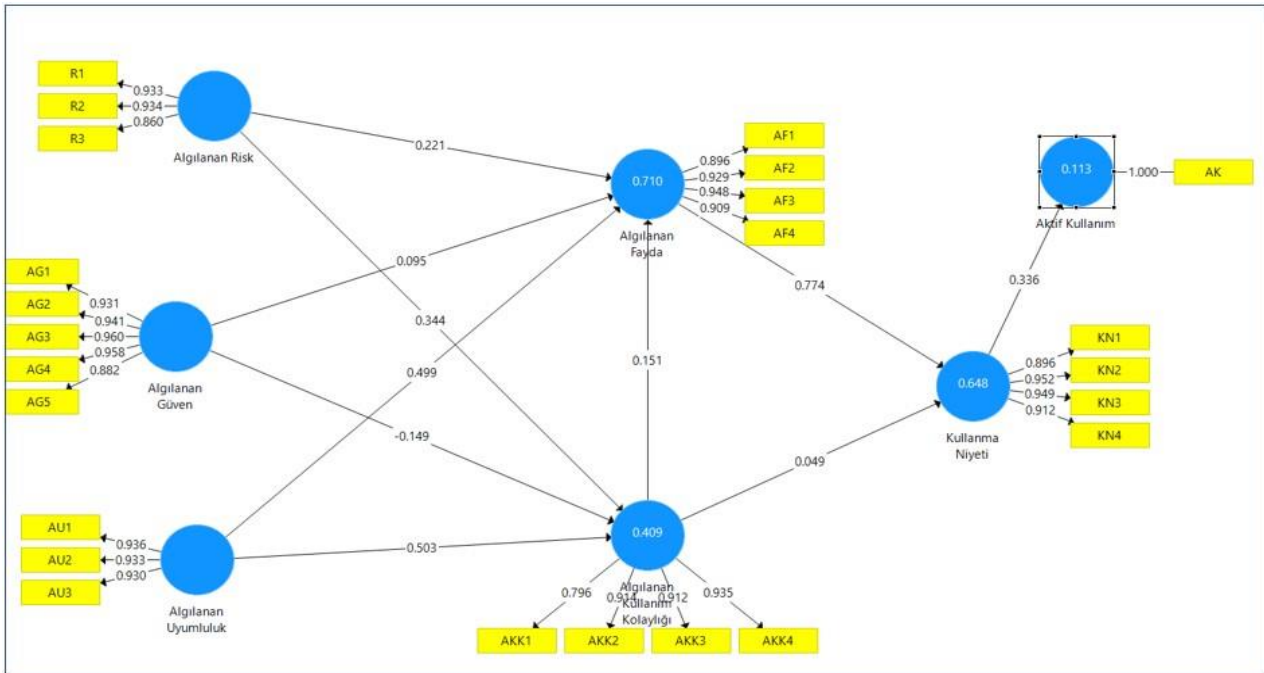 R1
R2
R3
0.933
0.934
0.860
Algılanan Risk
AG1
AG2
AG3
AG4
AG5
0.931
0.941
0.960
0.958
0.882
Algılanan
Güven
AU1
AU2
AU3
0.936
0.933
0.930
Algılanan
Uyumluluk
0.221
0.095
0.344
0.499
-0.149
0.503
0.710
Algılanan
Fayda
0.896
0.929
0.948
0.909
AF1
AF2
AF3
AF4
0.151
0.409
Algılanan
Kullanım
Kolaylığı
0.796
0.914
0.912
0.935
AKK1
AKK2
AKK3
AKK4
0.774
0.049
0.648
Kullanma
Niyeti
0.896
0.952
0.949
0.912
KN1
KN2
KN3
KN4
0.336
0.113
Aktif Kullanım
1.000
AK